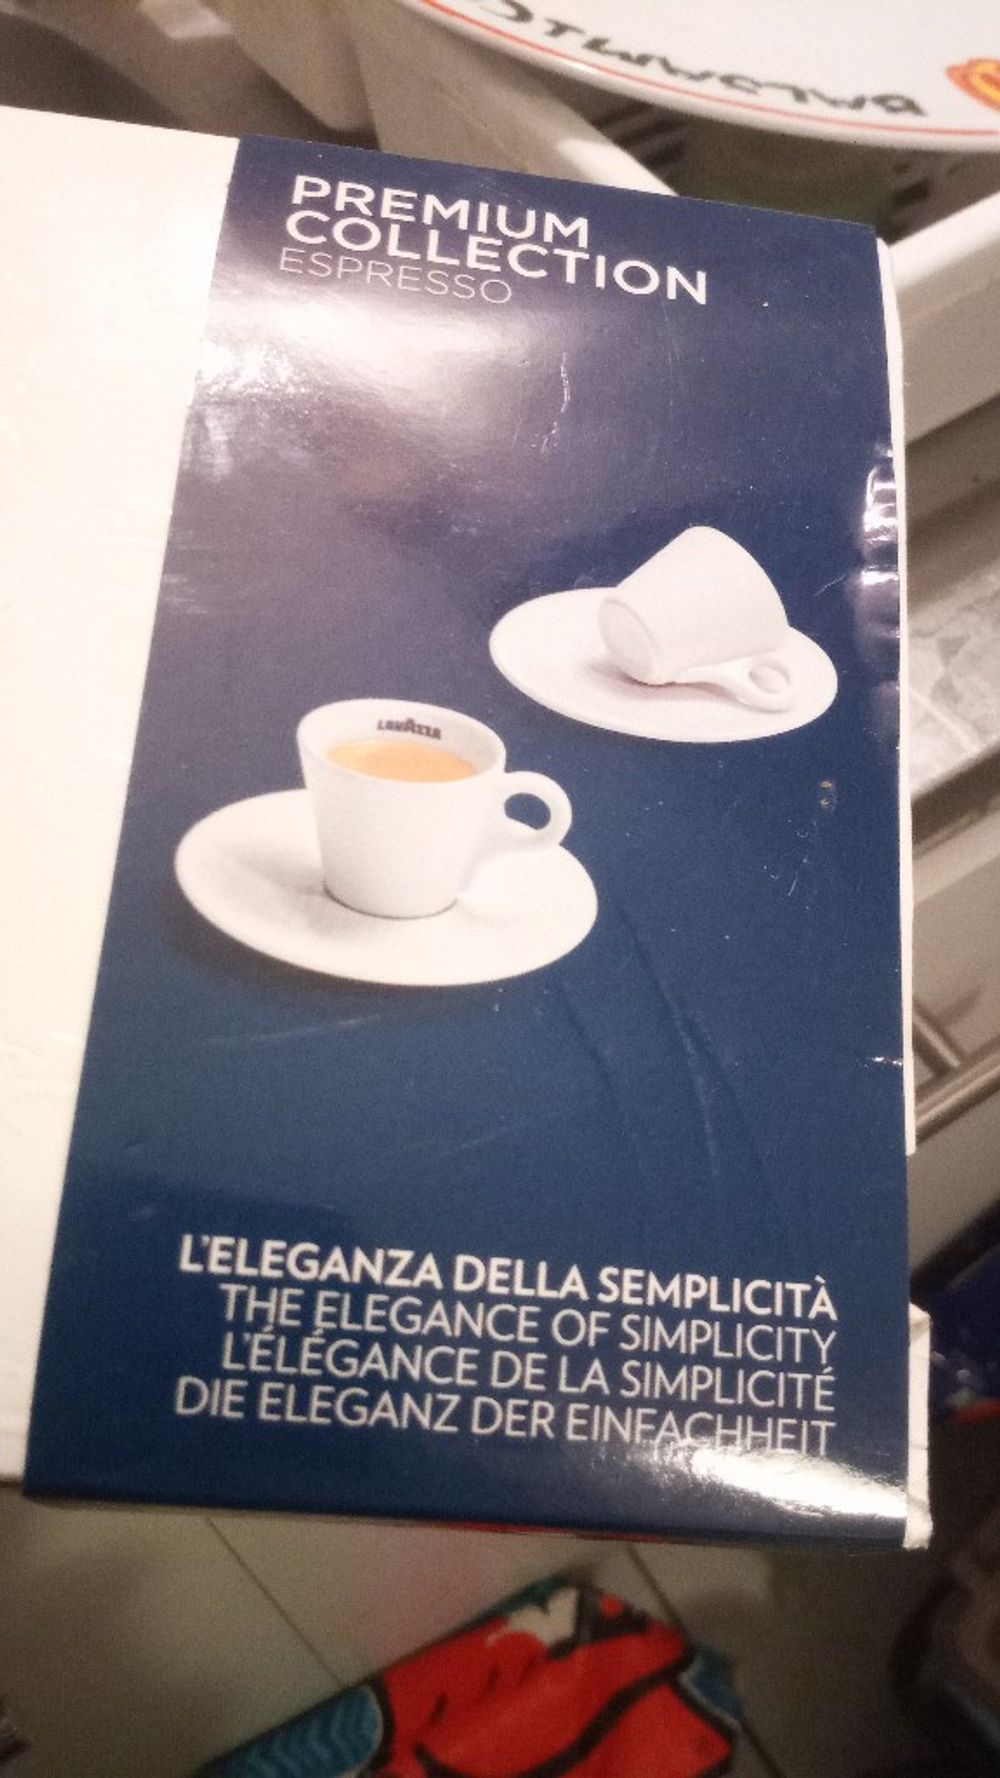 PREMIUM
COLLECTION
ESPRESSO
LAVAZZA
L'ELEGANZA DELLA SEMPLICITÀ
THE ELEGANCE OF SIMPLICITY
L'ÉLÉGANCE DE LA SIMPLICITÉ
DIE ELEGANZ DER EINFACHHEIT